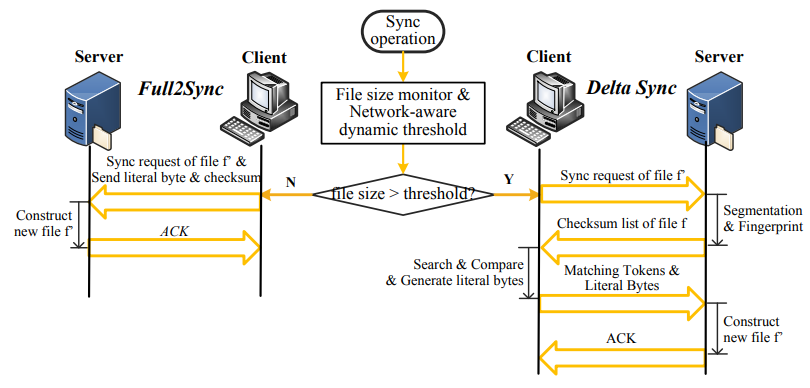 Sync
operation
Server
Client
Full2Sync
File size monitor &
Network-aware
dynamic threshold
Client
Server
Delta Sync
Sync request of file f’ &
Send literal byte & checksum
N
file size > threshold?
Y
Sync request of file f’
Construct
new file f’
ACK
Segmentation
& Fingerprint
Checksum list of file f
Search & Compare
& Generate literal bytes
Matching Tokens &
Literal Bytes
Construct
new file f’
ACK